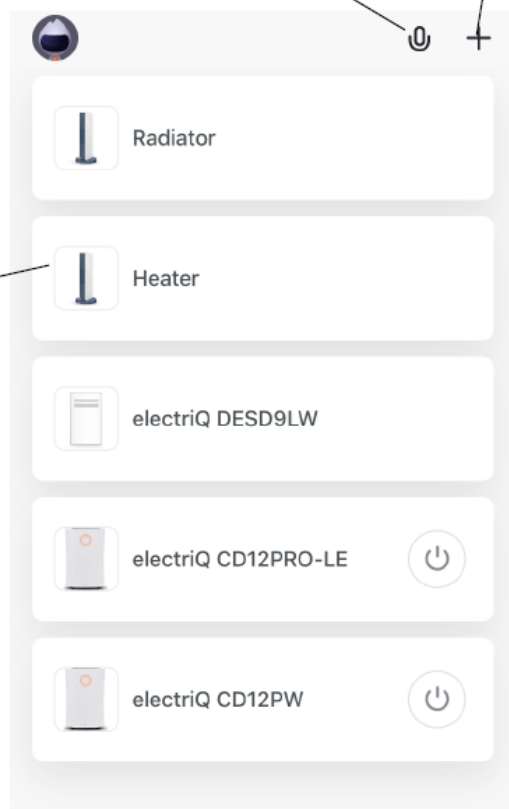 Radiator
Heater
electriQ DESD9LW
electriQ CD12PRO-LE
electriQ CD12PW